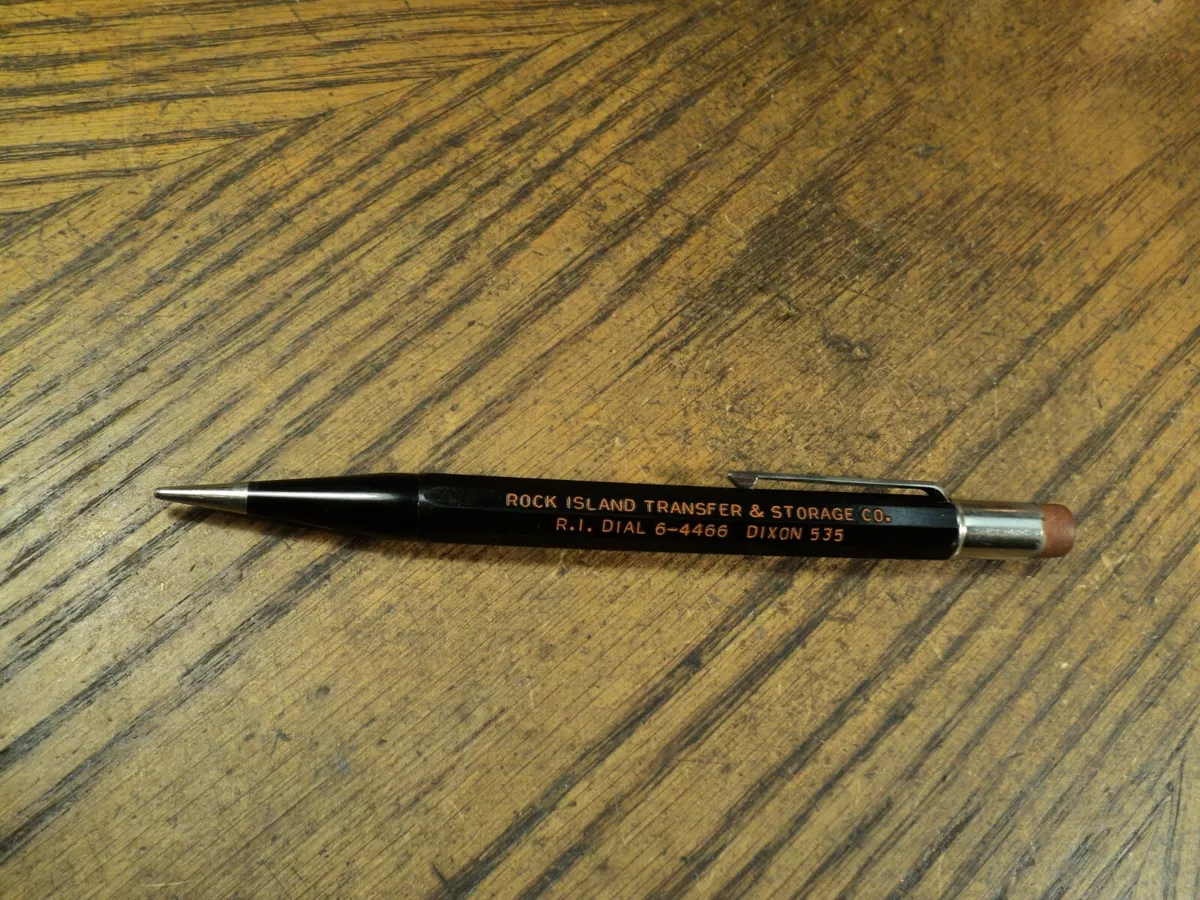 ROCK ISLAND TRANSFER & STORAGE CO.
R.I. DIAL 6-4466 DIXON 535